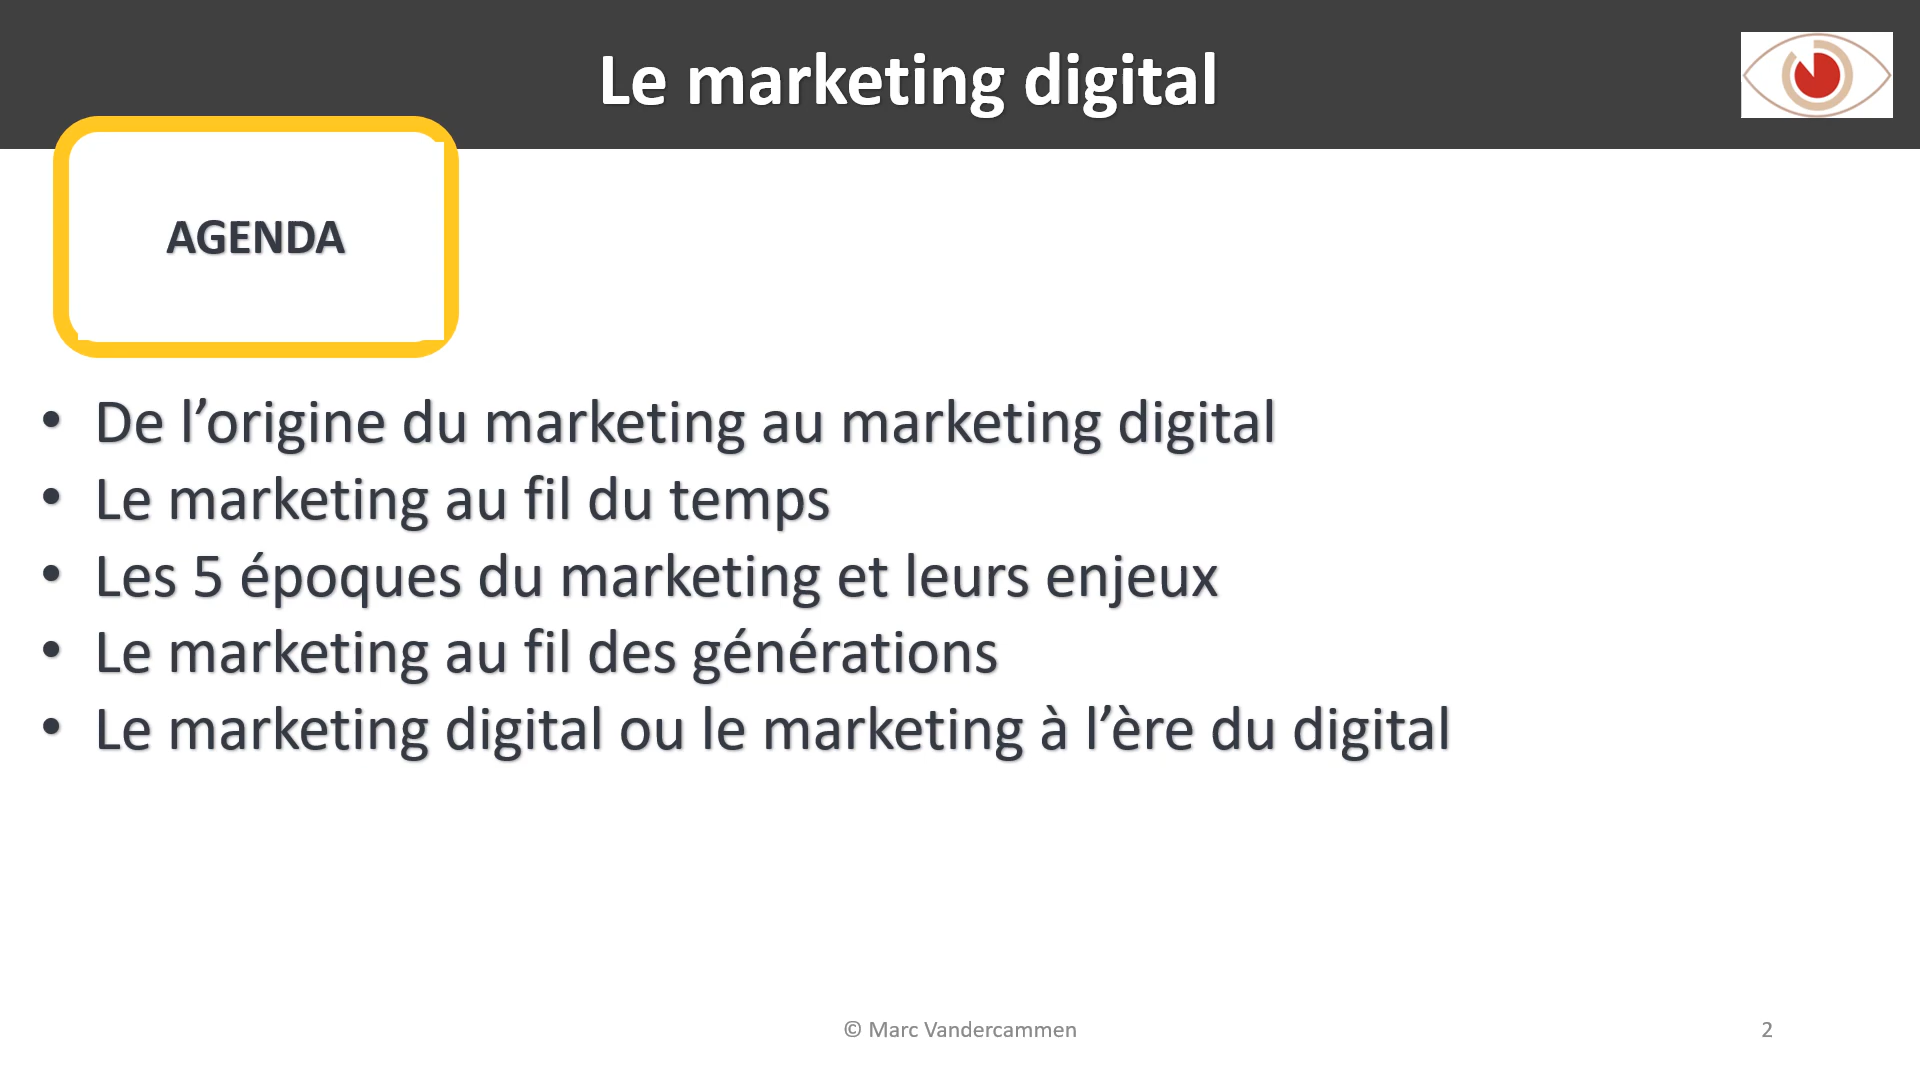 Le marketing digital
AGENDA
• De l’origine du marketing au marketing digital
• Le marketing au fil du temps
• Les 5 époques du marketing et leurs enjeux
• Le marketing au fil des générations
• Le marketing digital ou le marketing à l’ère du digital
© Marc Vandercammen
2